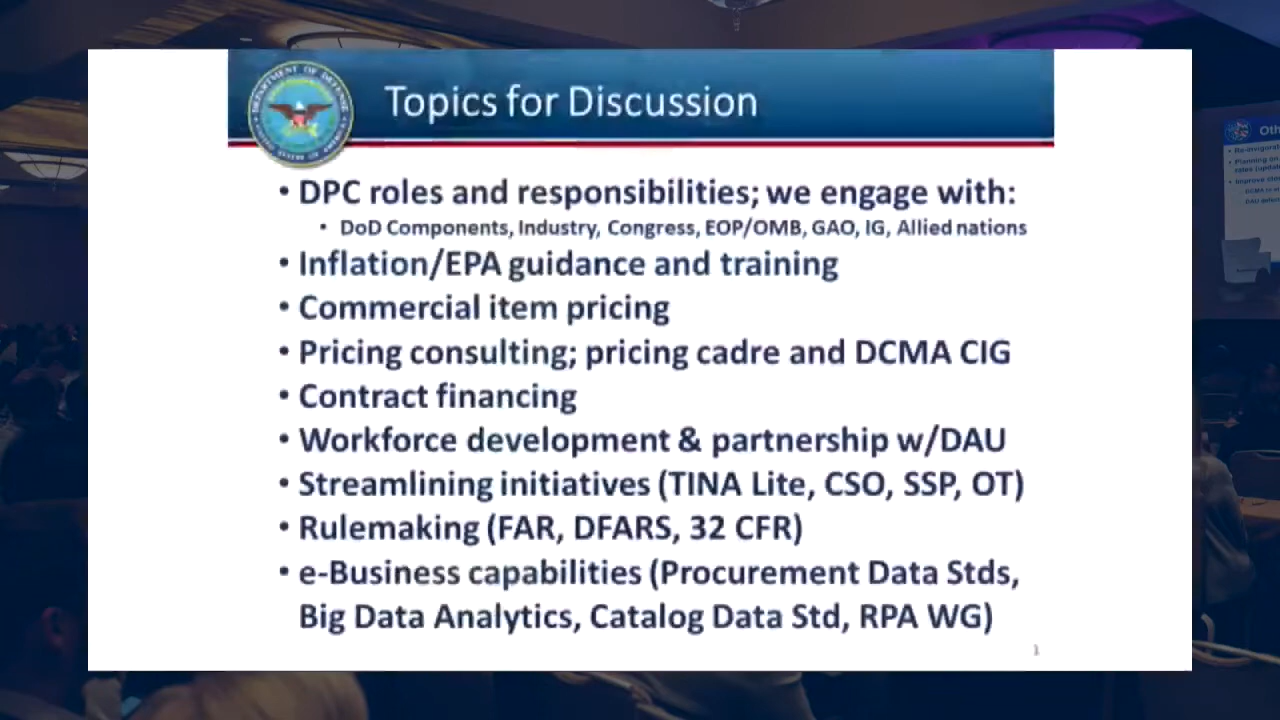 Topics for Discussion
• DPC roles and responsibilities; we engage with:
• DoD Components, Industry, Congress, EOP/OMB, GAO, IG, Allied nations
• Inflation/EPA guidance and training
• Commercial item pricing
• Pricing consulting; pricing cadre and DCMA CIG
• Contract financing
• Workforce development & partnership w/DAU
• Streamlining initiatives (TINA Lite, CSO, SSP, OT)
• Rulemaking (FAR, DFARS, 32 CFR)
• e-Business capabilities (Procurement Data Stds,
Big Data Analytics, Catalog Data Std, RPA WG)
1
DEPARTMENT OF DEFENSE